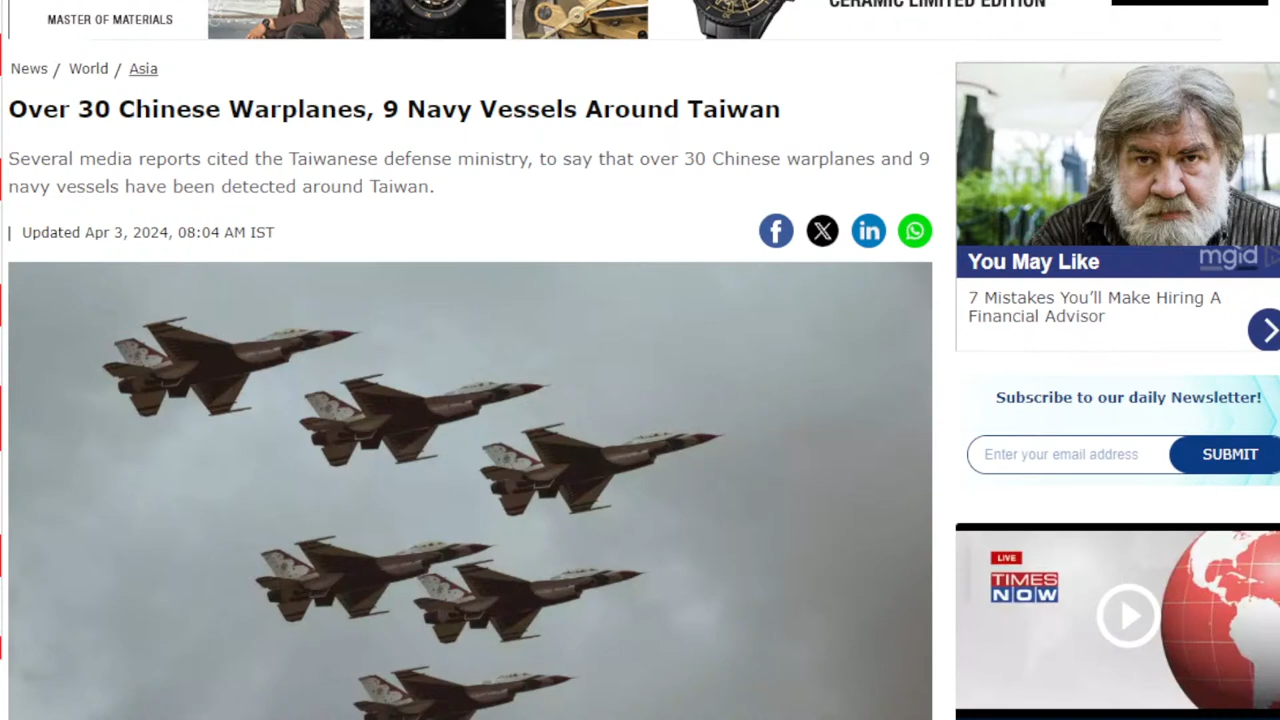 MASTER OF MATERIALS
CERAMIC LIMITED EDITION
News / World / Asia
Over 30 Chinese Warplanes, 9 Navy Vessels Around Taiwan
Several media reports cited the Taiwanese defense ministry, to say that over 30 Chinese warplanes and 9
navy vessels have been detected around Taiwan.
| Updated Apr 3, 2024, 08:04 AM IST
You May Like
mgid
7 Mistakes You’ll Make Hiring A
Financial Advisor
Subscribe to our daily Newsletter!
Enter your email address
SUBMIT
LIVE
TIMES
NOW